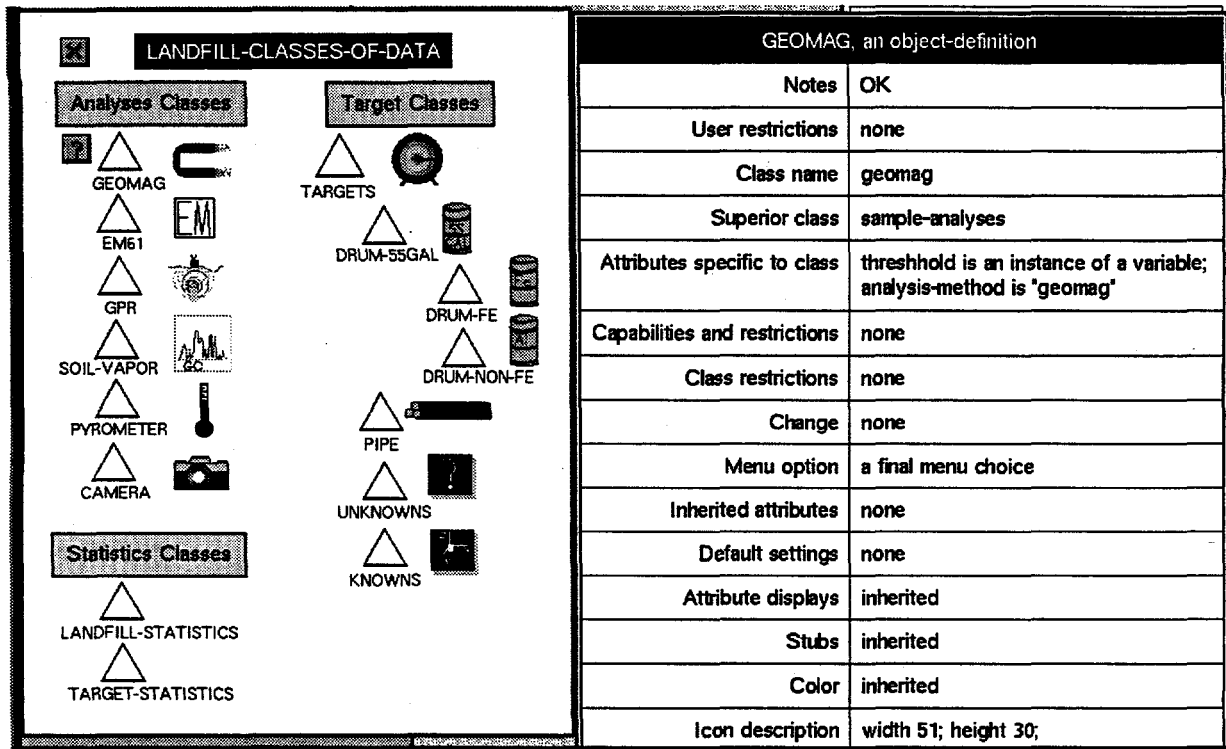 LANDFILL-CLASSES-OF-DATA
Analyses Classes
?
GEOMAG
EM61
EM
GPR
SOIL-VAPOR
GC
PYROMETER
CAMERA
Statistics Classes
LANDFILL-STATISTICS
TARGET-STATISTICS
Target Classes
TARGETS
DRUM-55GAL
55
GAL
DRUM-FE
Fe
DRUM-NON-FE
PIPE
UNKNOWNS
?
KNOWNS
GEOMAG, an object-definition
Notes OK
User restrictions none
Class name geomag
Superior class sample-analyses
Attributes specific to class threshhold is an instance of a variable;
analysis-method is "geomag"
Capabilities and restrictions none
Class restrictions none
Change none
Menu option a final menu choice
Inherited attributes none
Default settings none
Attribute displays inherited
Stubs inherited
Color inherited
Icon description width 51; height 30;